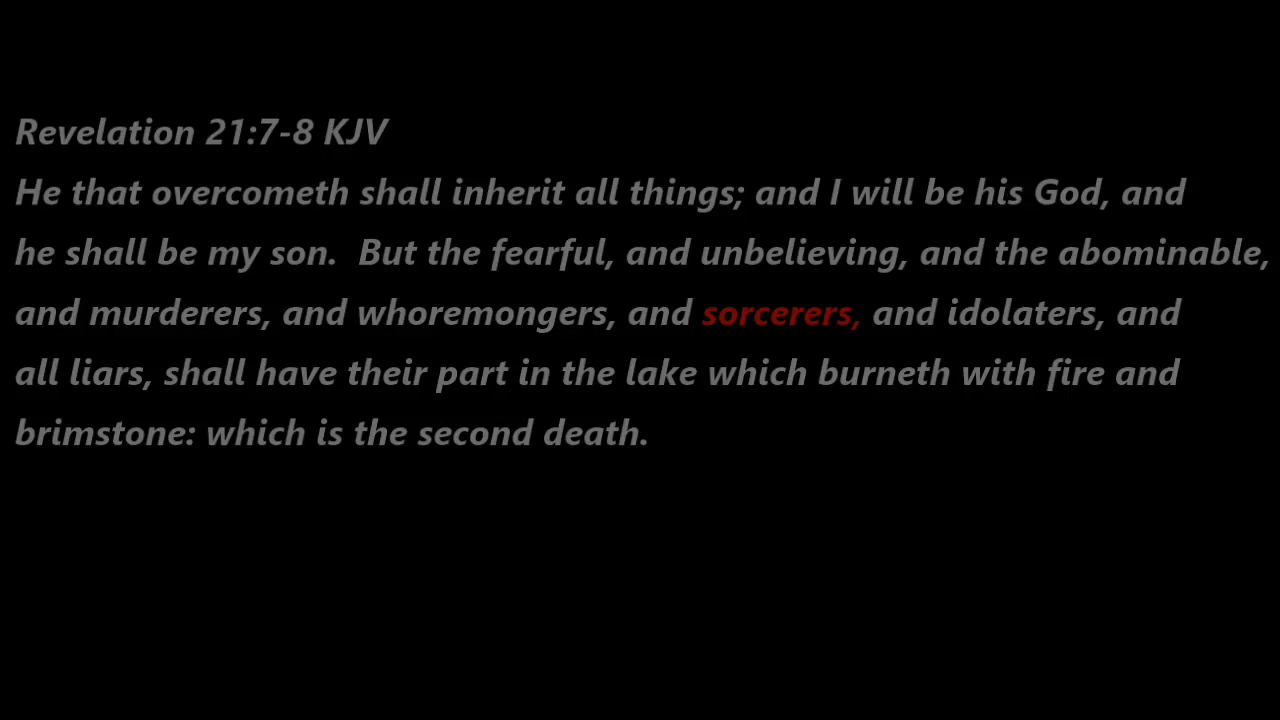 Revelation 21:7-8 KJV
He that overcometh shall inherit all things; and I will be his God, and
he shall be my son.  But the fearful, and unbelieving, and the abominable,
and murderers, and whoremongers, and sorcerers, and idolaters, and
all liars, shall have their part in the lake which burneth with fire and
brimstone: which is the second death.